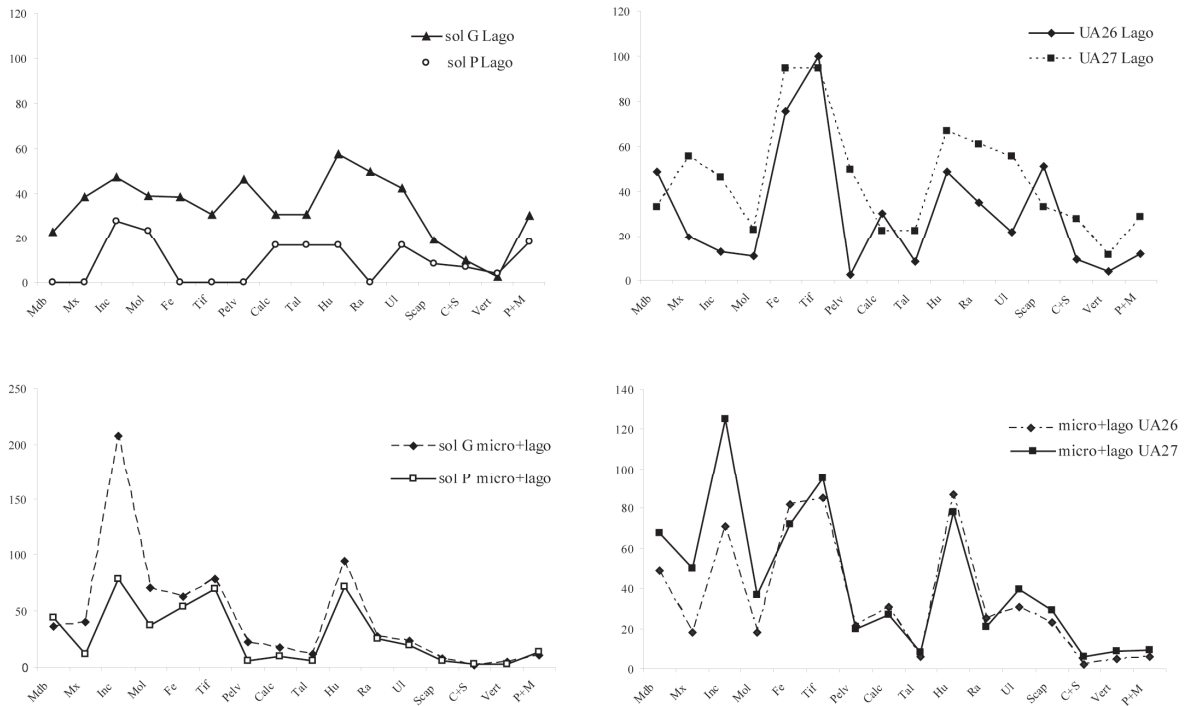 120
100
80
60
40
20
0
sol G Lago
sol P Lago
Mdb Mx Inc Mol Fe Tif Pelv Calc Tal Hu Ra Ul Scap C+S Vert P+M
120
100
80
60
40
20
0
UA26 Lago
UA27 Lago
Mdb Mx Inc Mol Fe Tif Pelv Calc Tal Hu Ra Ul Scap C+S Vert P+M
250
200
150
100
50
0
sol G micro+lago
sol P micro+lago
Mdb Mx Inc Mol Fe Tif Pelv Calc Tal Hu Ra Ul Scap C+S Vert P+M
140
120
100
80
60
40
20
0
micro+lago UA26
micro+lago UA27
Mdb Mx Inc Mol Fe Tif Pelv Calc Tal Hu Ra Ul Scap C+S Vert P+M